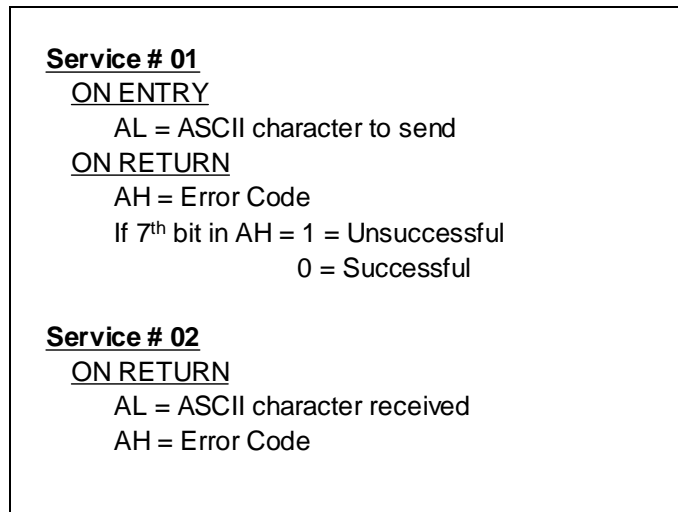 Service # 01
ON ENTRY
AL = ASCII character to send
ON RETURN
AH = Error Code
If 7th bit in AH = 1 = Unsuccessful
0 = Successful
Service # 02
ON RETURN
AL = ASCII character received
AH = Error Code